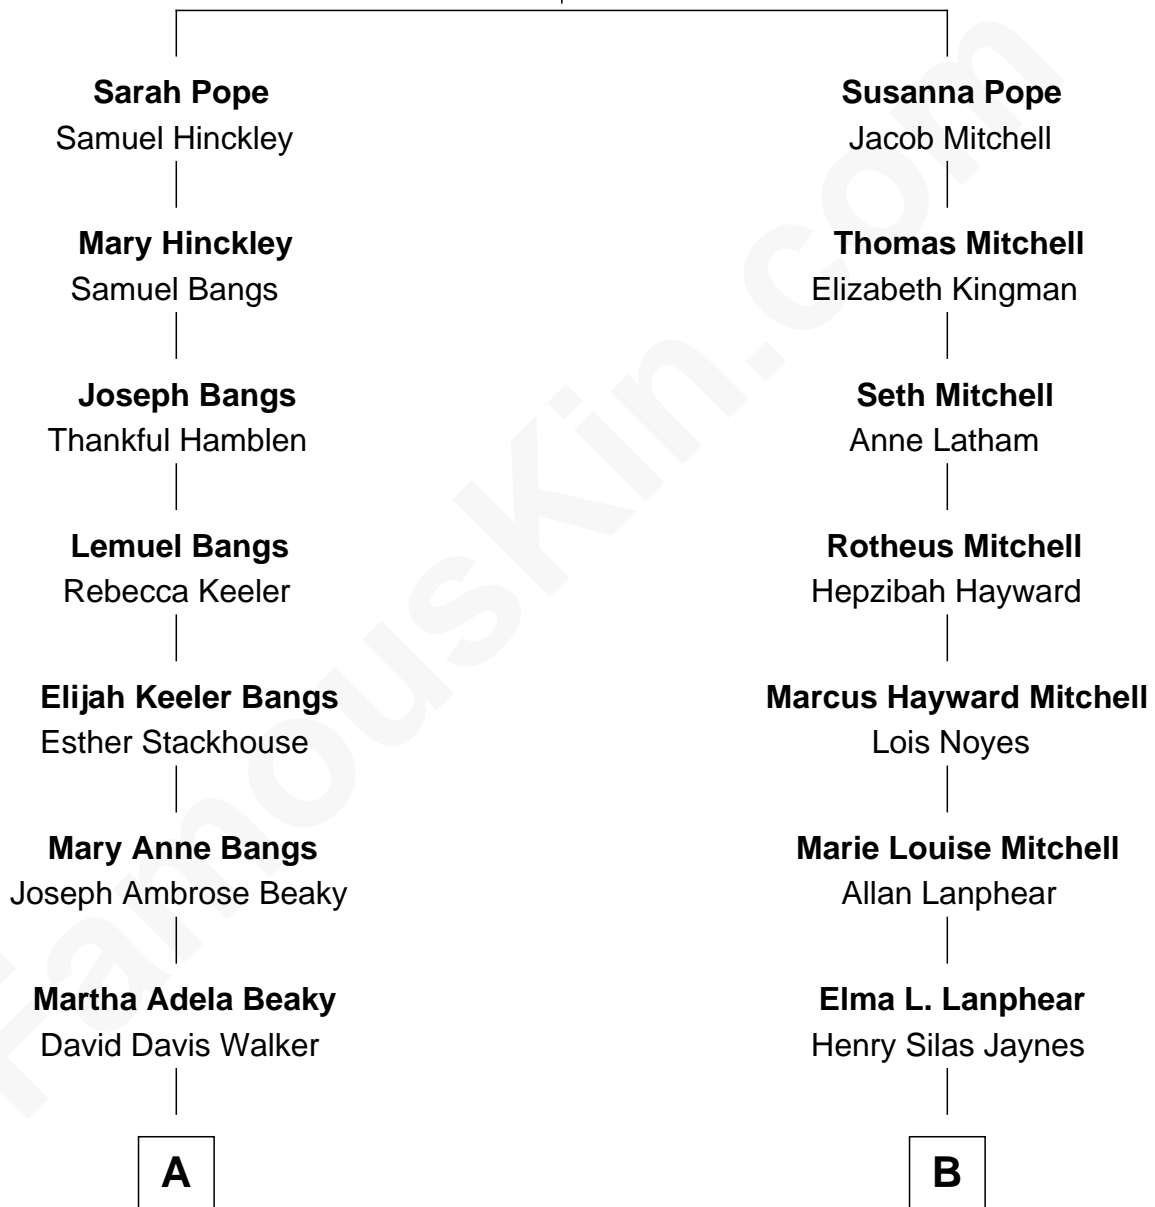 Sarah Pope
Samuel Hinckley
Mary Hinckley
Samuel Bangs
Joseph Bangs
Thankful Hamblen
Lemuel Bangs
Rebecca Keeler
Elijah Keeler Bangs
Esther Stackhouse
Mary Anne Bangs
Joseph Ambrose Beaky
Martha Adela Beaky
David Davis Walker
A
Susanna Pope
Jacob Mitchell
Thomas Mitchell
Elizabeth Kingman
Seth Mitchell
Anne Latham
Rotheus Mitchell
Hepzibah Hayward
Marcus Hayward Mitchell
Lois Noyes
Marie Louise Mitchell
Allan Lanphear
Elma L. Lanphear
Henry Silas Jaynes
B
FamousKin.com